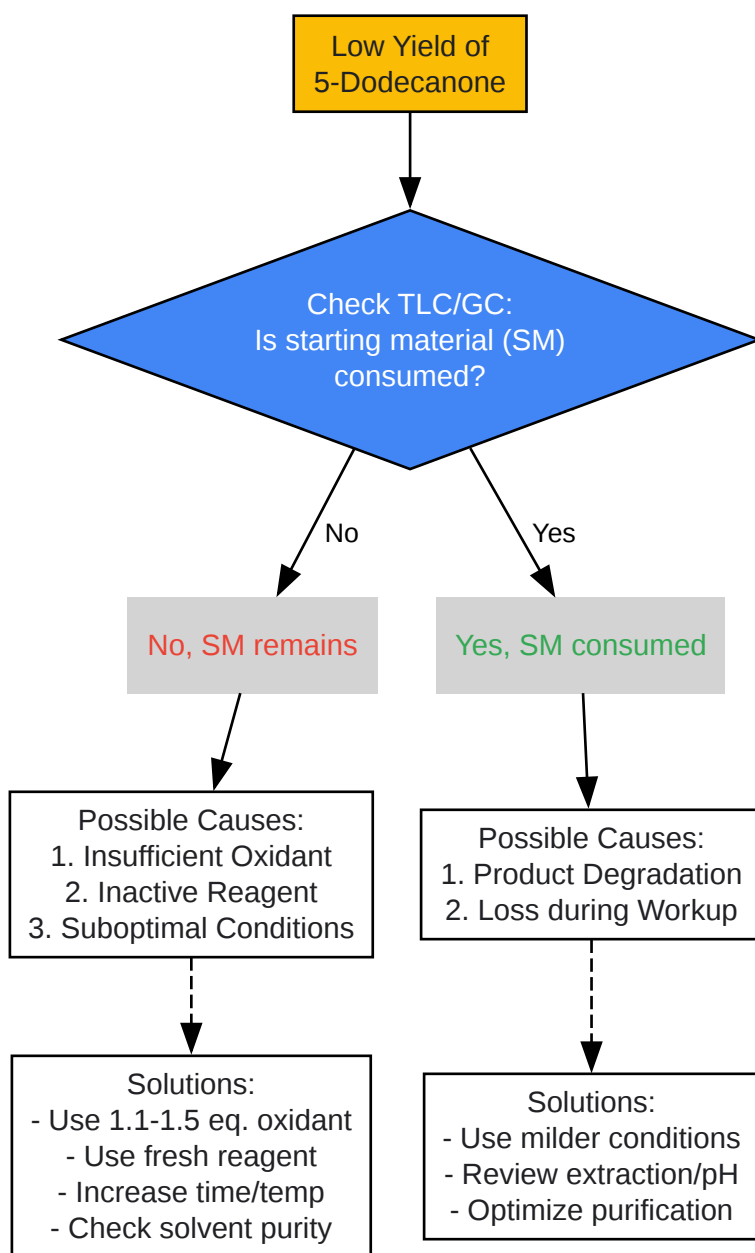 Low Yield of
5-Dodecanone
Check TLC/GC:
Is starting material (SM)
consumed?
No
Yes
No, SM remains
Yes, SM consumed
Possible Causes:
1. Insufficient Oxidant
2. Inactive Reagent
3. Suboptimal Conditions
Possible Causes:
1. Product Degradation
2. Loss during Workup
Solutions:
- Use 1.1-1.5 eq. oxidant
- Use fresh reagent
- Increase time/temp
- Check solvent purity
Solutions:
- Use milder conditions
- Review extraction/pH
- Optimize purification